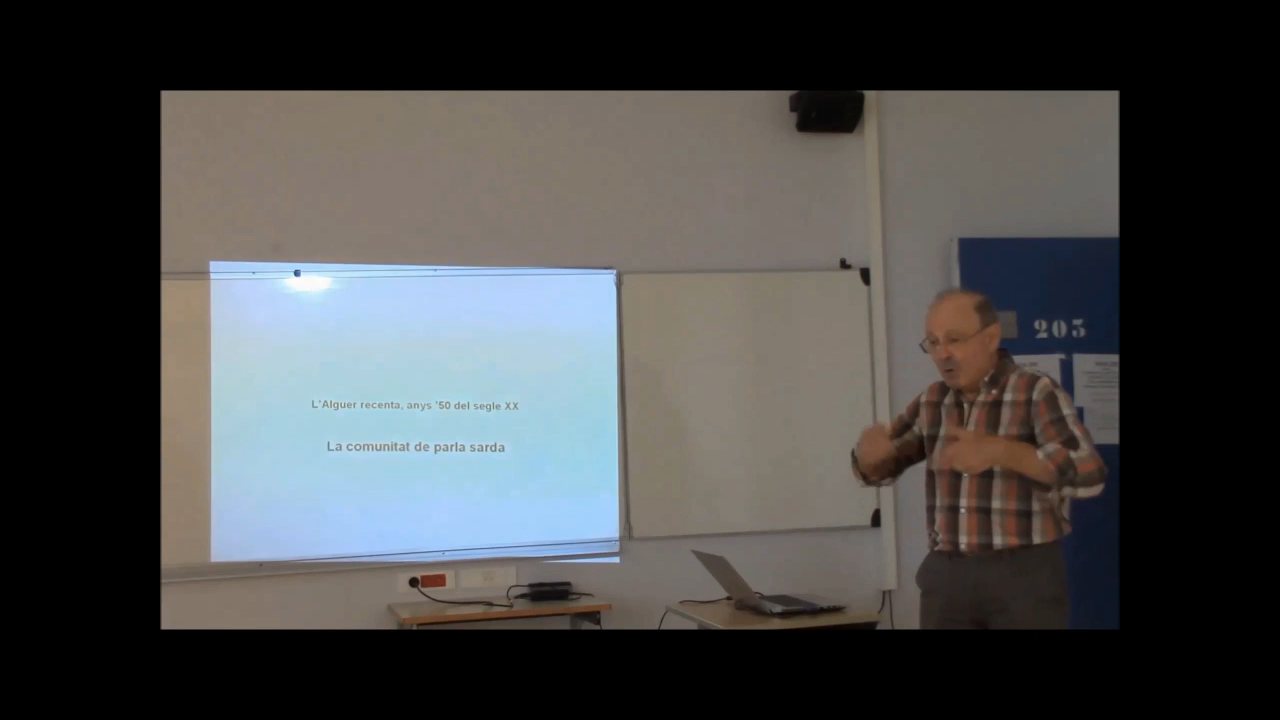 L'Alguer recenta, anys '50 del segle XX
La comunitat de parla sarda
205